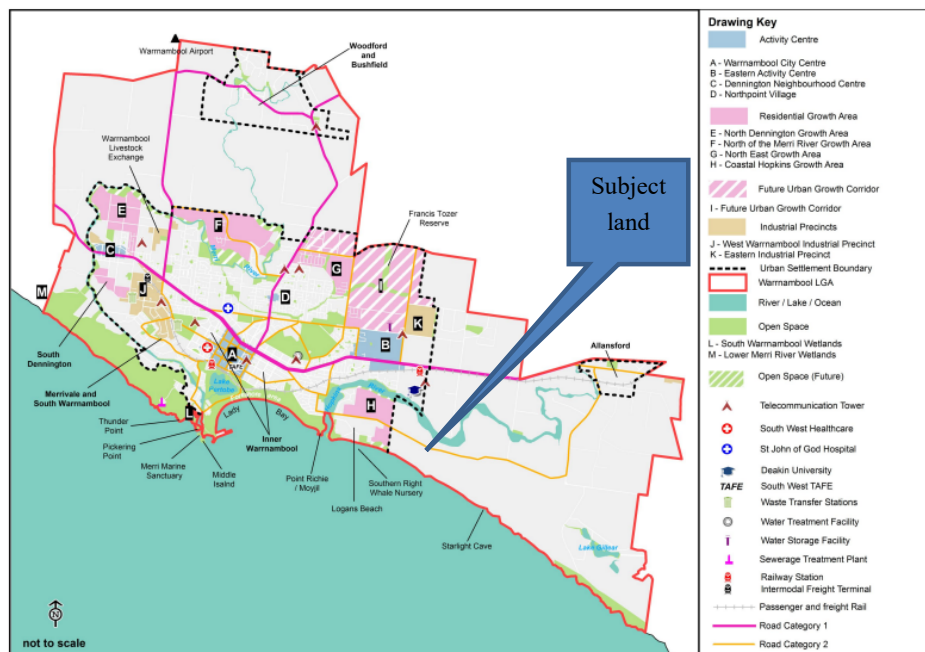 Warrnambool Airport
Woodford
and
Bushfield
Warrnambool
Livestock
Exchange
Francis Tozer
Reserve
Subject
land
E
F
C
G
I
J
D
K
M
B
A
TAFE
H
L
Merri
River
Lake
Pertobe
Lady
Bay
Allansford
South
Dennington
Merrivale and
South Warrnambool
Thunder
Point
Pickering
Point
Merri Marine
Sanctuary
Middle
Isalnd
Inner
Warrnambool
Point Richie
/ Moyjil
Logans Beach
Southern Right
Whale Nursery
Starlight Cave
Lake Gillear
N
not to scale
Drawing Key
Activity Centre
A - Warrnambool City Centre
B - Eastern Activity Centre
C - Dennington Neighbourhood Centre
D - Northpoint Village
Residential Growth Area
E - North Dennington Growth Area
F - North of the Merri River Growth Area
G - North East Growth Area
H - Coastal Hopkins Growth Area
Future Urban Growth Corridor
I - Future Urban Growth Corridor
Industrial Precincts
J - West Warrnambool Industrial Precinct
K - Eastern Industrial Precinct
Urban Settlement Boundary
Warrnambool LGA
River / Lake / Ocean
Open Space
L - South Warrnambool Wetlands
M - Lower Merri River Wetlands
Open Space (Future)
Telecommunication Tower
South West Healthcare
St John of God Hospital
Deakin University
TAFE South West TAFE
Waste Transfer Stations
Water Treatment Facility
Water Storage Facility
Sewerage Treatment Plant
Railway Station
Intermodal Freight Terminal
Passenger and freight Rail
Road Category 1
Road Category 2